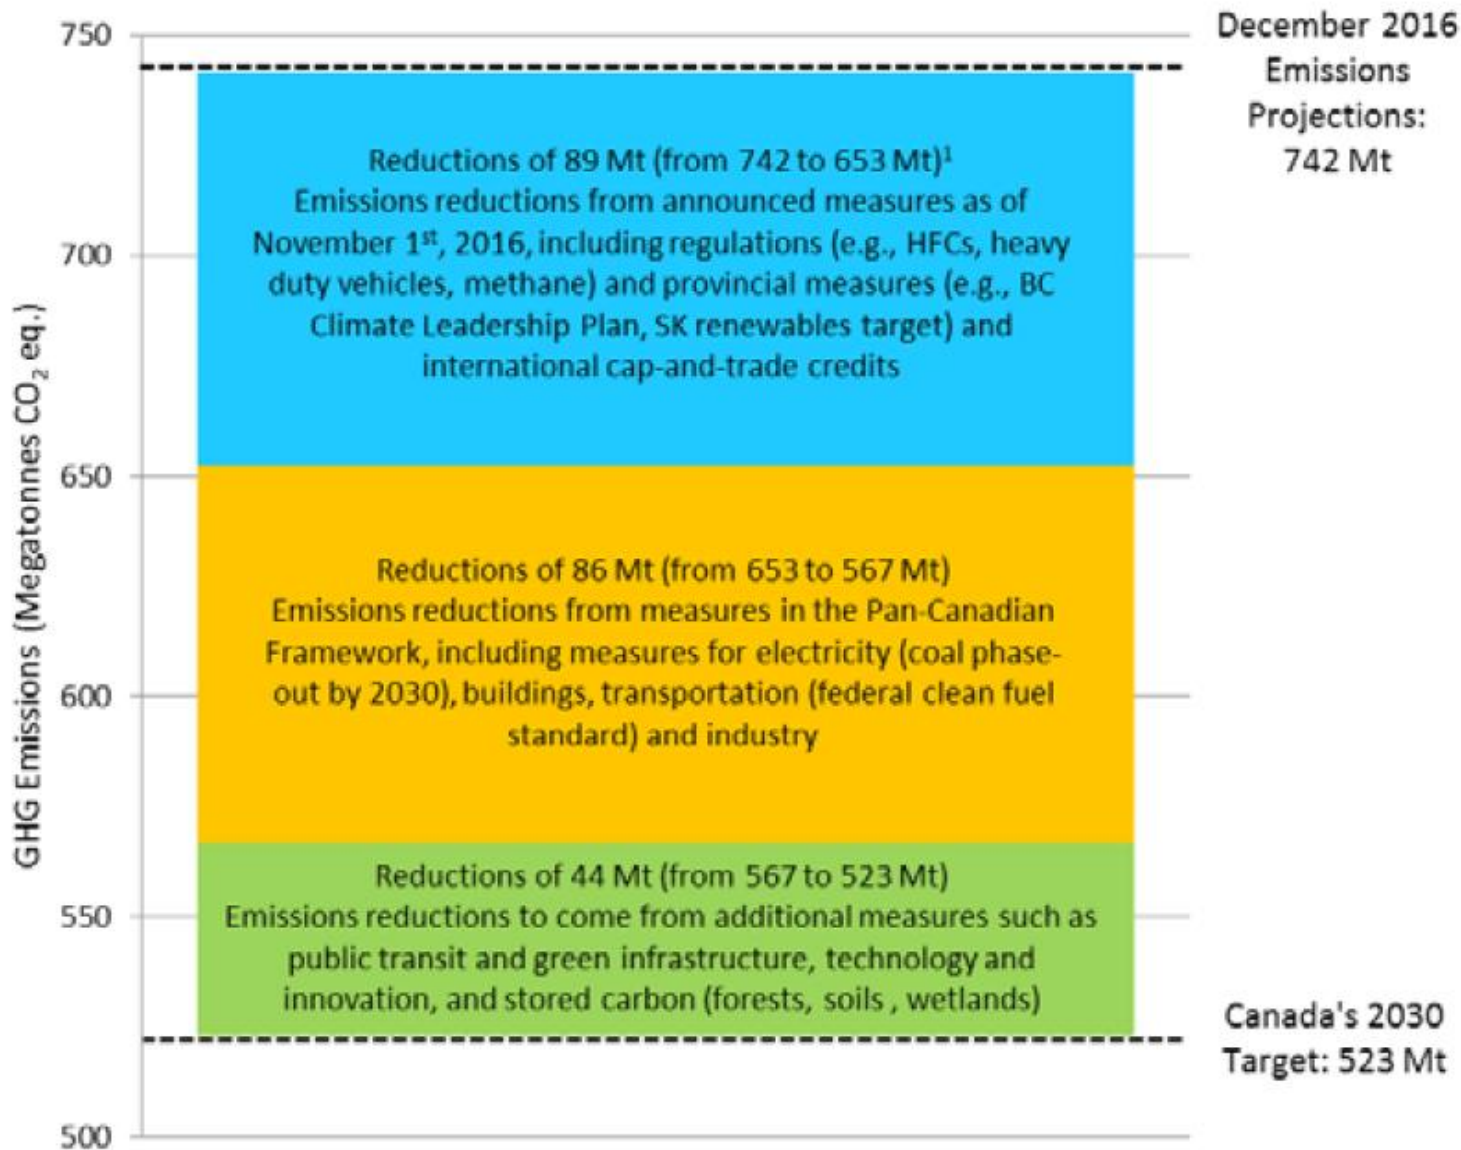 750
700
650
600
550
500
GHG Emissions (Megatonnes CO₂ eq.)
December 2016
Emissions
Projections:
742 Mt
Reductions of 89 Mt (from 742 to 653 Mt)¹
Emissions reductions from announced measures as of
November 1ˢᵗ, 2016, including regulations (e.g., HFCs, heavy
duty vehicles, methane) and provincial measures (e.g., BC
Climate Leadership Plan, SK renewables target) and
international cap-and-trade credits
Reductions of 86 Mt (from 653 to 567 Mt)
Emissions reductions from measures in the Pan-Canadian
Framework, including measures for electricity (coal phase-
out by 2030), buildings, transportation (federal clean fuel
standard) and industry
Reductions of 44 Mt (from 567 to 523 Mt)
Emissions reductions to come from additional measures such as
public transit and green infrastructure, technology and
innovation, and stored carbon (forests, soils , wetlands)
Canada's 2030
Target: 523 Mt